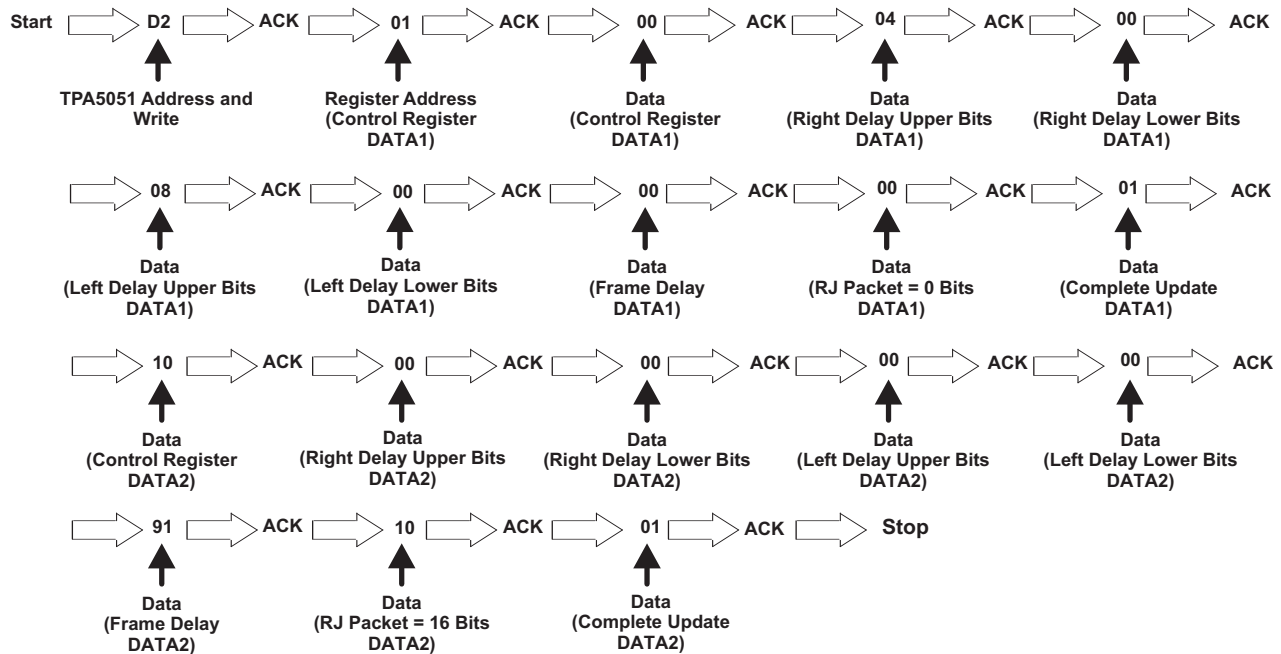 Start D2 ACK 01 ACK 00 ACK 04 ACK 00 ACK
TPA5051 Address and
Write
Register Address
(Control Register
DATA1)
Data
(Control Register
DATA1)
Data
(Right Delay Upper Bits
DATA1)
Data
(Right Delay Lower Bits
DATA1)
08 ACK 00 ACK 00 ACK 00 ACK 01 ACK
Data
(Left Delay Upper Bits
DATA1)
Data
(Left Delay Lower Bits
DATA1)
Data
(Frame Delay
DATA1)
Data
(RJ Packet = 0 Bits
DATA1)
Data
(Complete Update
DATA1)
10 ACK 00 ACK 00 ACK 00 ACK 00 ACK
Data
(Control Register
DATA2)
Data
(Right Delay Upper Bits
DATA2)
Data
(Right Delay Lower Bits
DATA2)
Data
(Left Delay Upper Bits
DATA2)
Data
(Left Delay Lower Bits
DATA2)
91 ACK 10 ACK 01 ACK Stop
Data
(Frame Delay
DATA2)
Data
(RJ Packet = 16 Bits
DATA2)
Data
(Complete Update
DATA2)